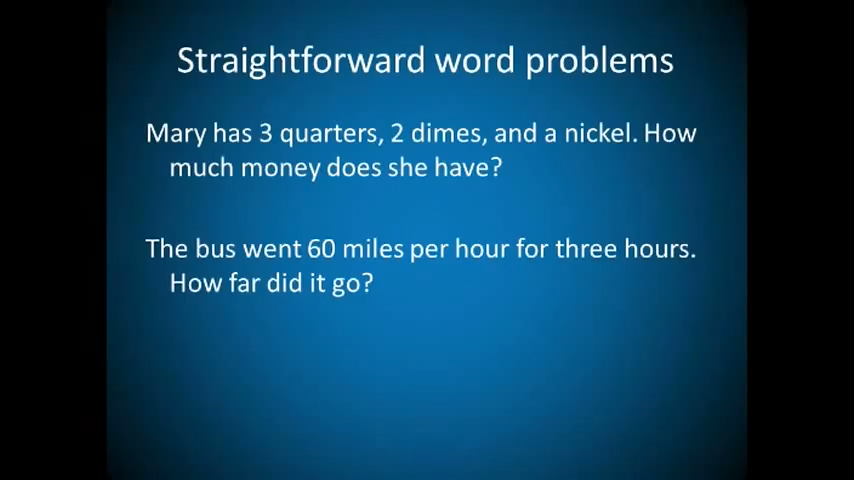 Straightforward word problems
Mary has 3 quarters, 2 dimes, and a nickel. How
much money does she have?
The bus went 60 miles per hour for three hours.
How far did it go?